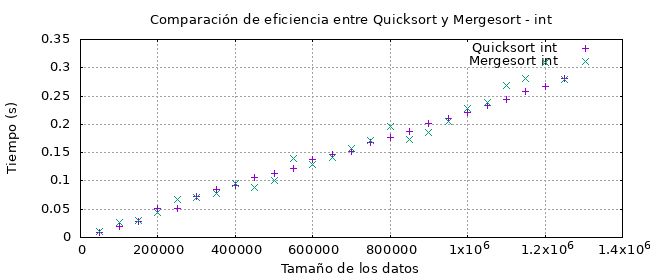 Comparación de eficiencia entre Quicksort y Mergesort - int
0.35
0.3
0.25
0.2
0.15
0.1
0.05
0
Tiempo (s)
Quicksort int
Mergesort int
0 200000 400000 600000 800000 1x10⁶ 1.2x10⁶ 1.4x10⁶
Tamaño de los datos